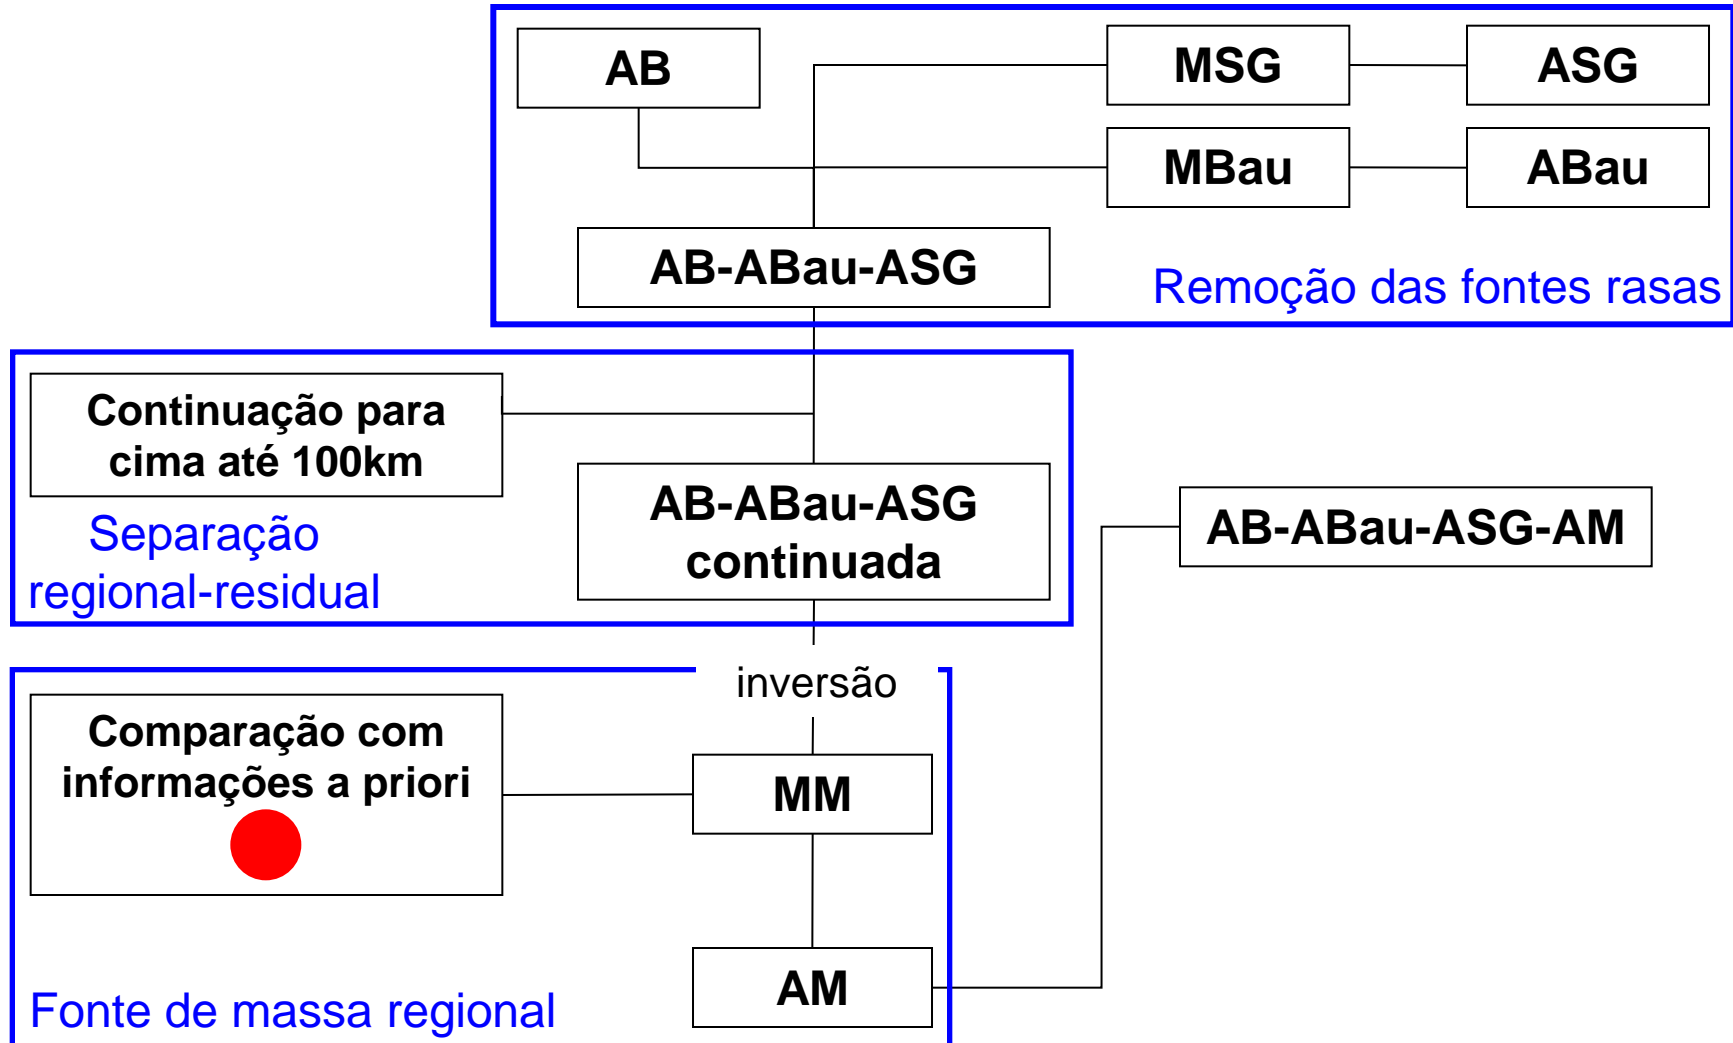 AB
MSG
ASG
MBau
ABau
AB-ABau-ASG
Remoção das fontes rasas
Continuação para
cima até 100km
Separação
regional-residual
AB-ABau-ASG
continuada
AB-ABau-ASG-AM
inversão
Comparação com
informações a priori
MM
AM
Fonte de massa regional